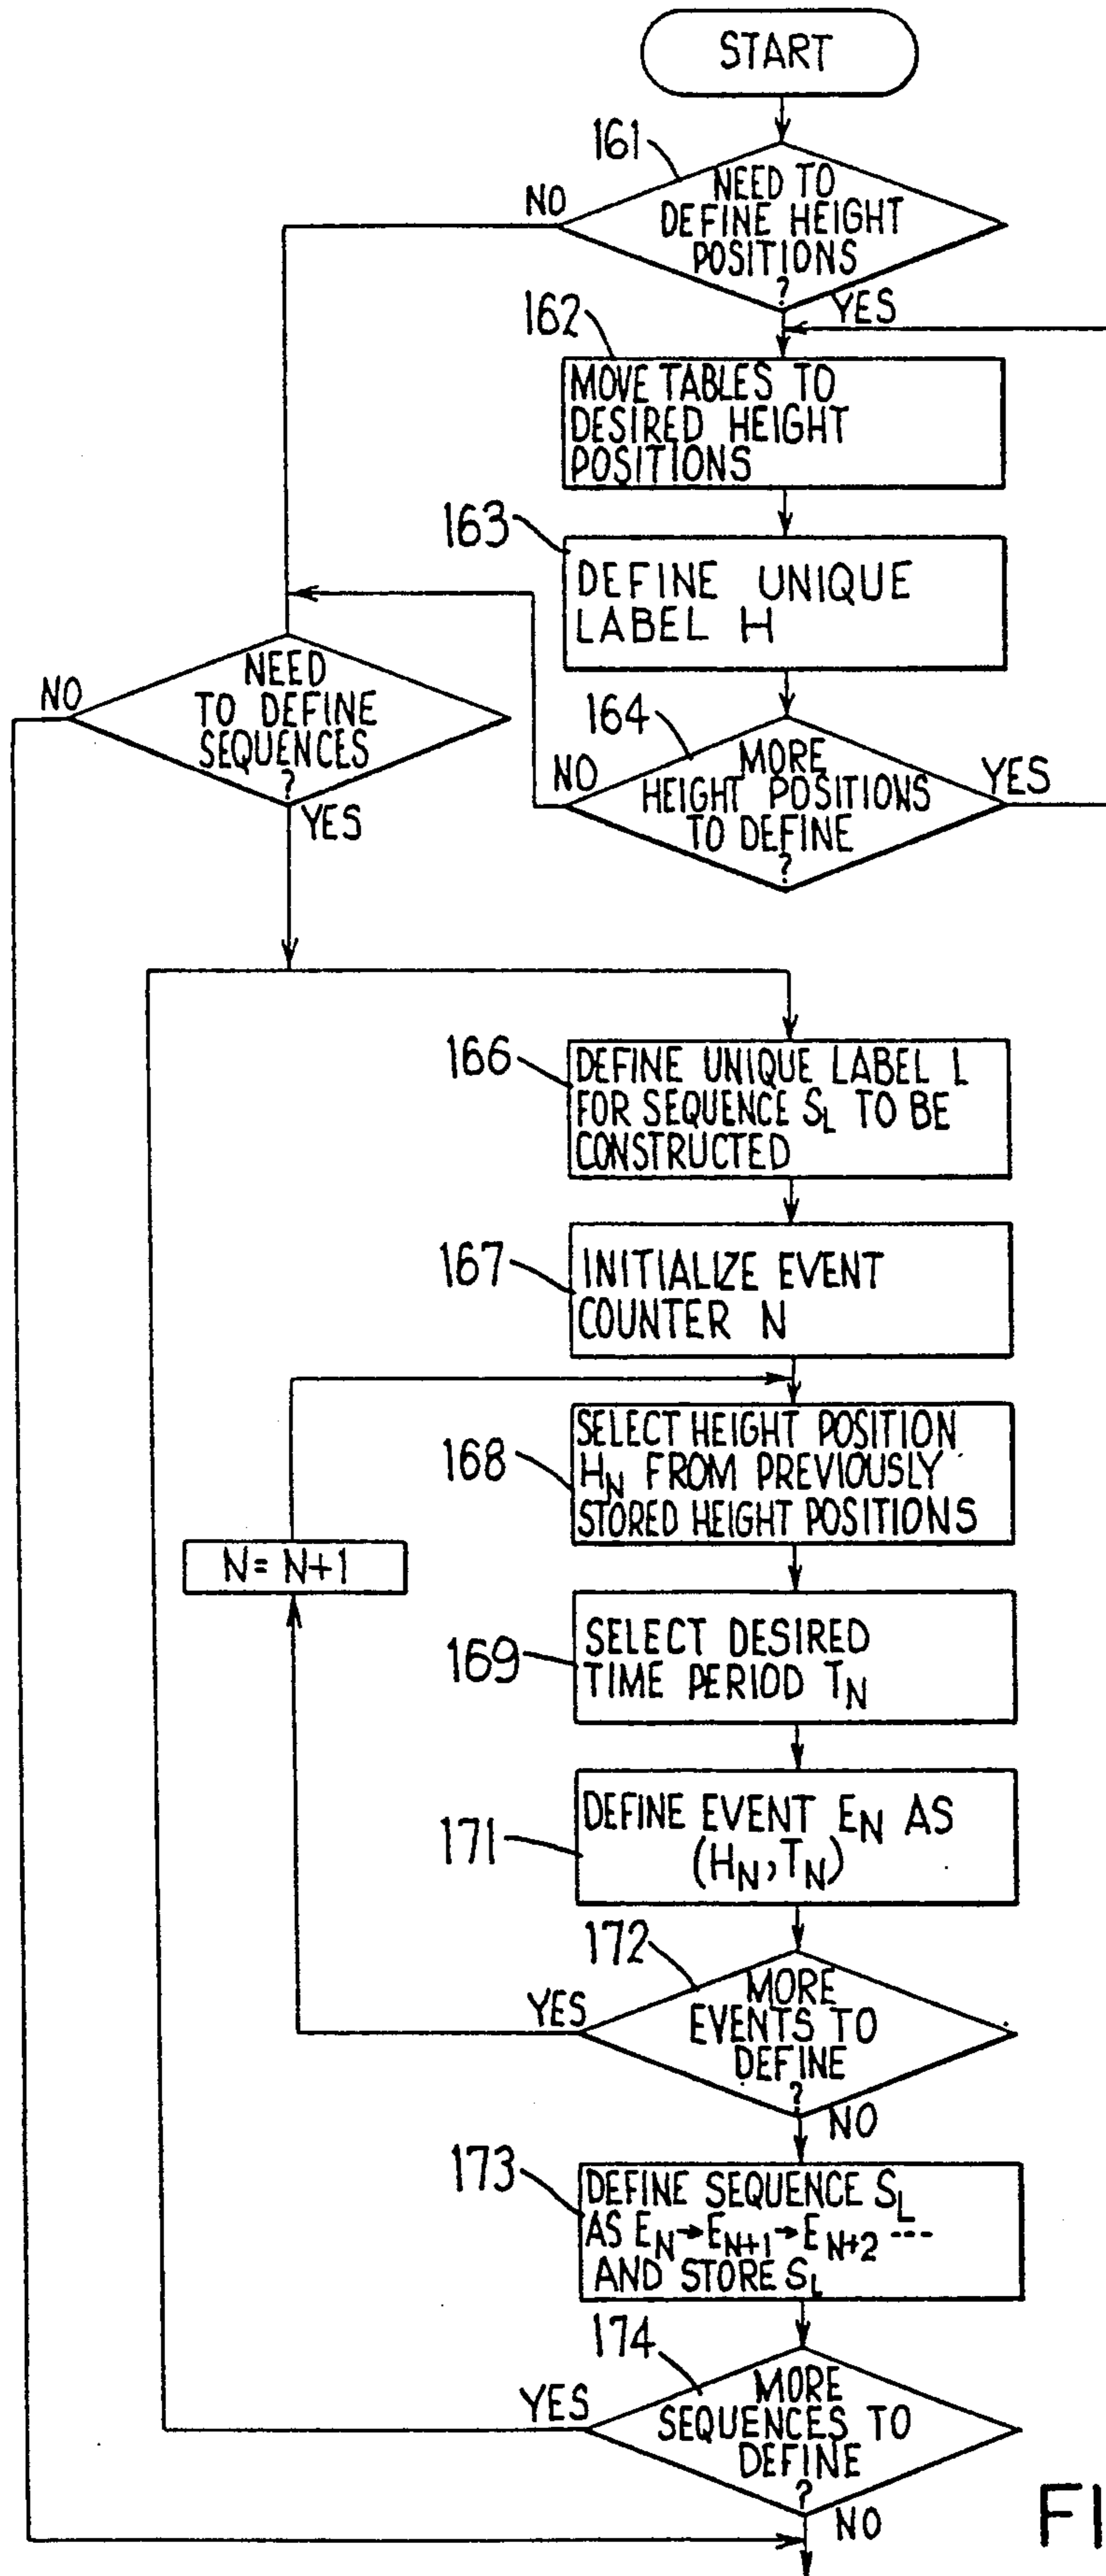 START
161
NEED TO
DEFINE HEIGHT
POSITIONS
?
NO
YES
162
MOVE TABLES TO
DESIRED HEIGHT
POSITIONS
163
DEFINE UNIQUE
LABEL H
164
MORE
HEIGHT POSITIONS
TO DEFINE
?
NO
YES
NEED
TO DEFINE
SEQUENCES
?
NO
YES
166
DEFINE UNIQUE LABEL L
FOR SEQUENCE S_L TO BE
CONSTRUCTED
167
INITIALIZE EVENT
COUNTER N
168
SELECT HEIGHT POSITION
H_N FROM PREVIOUSLY
STORED HEIGHT POSITIONS
N=N+1
169
SELECT DESIRED
TIME PERIOD T_N
171
DEFINE EVENT E_N AS
(H_N,T_N)
172
MORE
EVENTS TO
DEFINE
?
YES
NO
173
DEFINE SEQUENCE S_L
AS E_N→E_N+1→E_N+2 ---
AND STORE S_L
174
MORE
SEQUENCES TO
DEFINE
?
YES
NO
FI